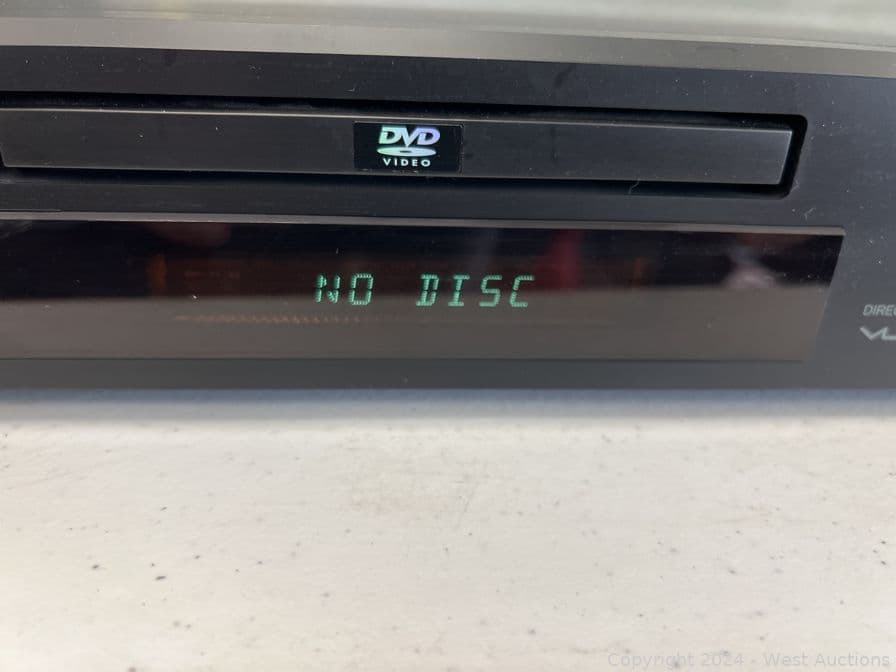 DVD
VIDEO
NO DISC
Copyright 2024 - West Auctions